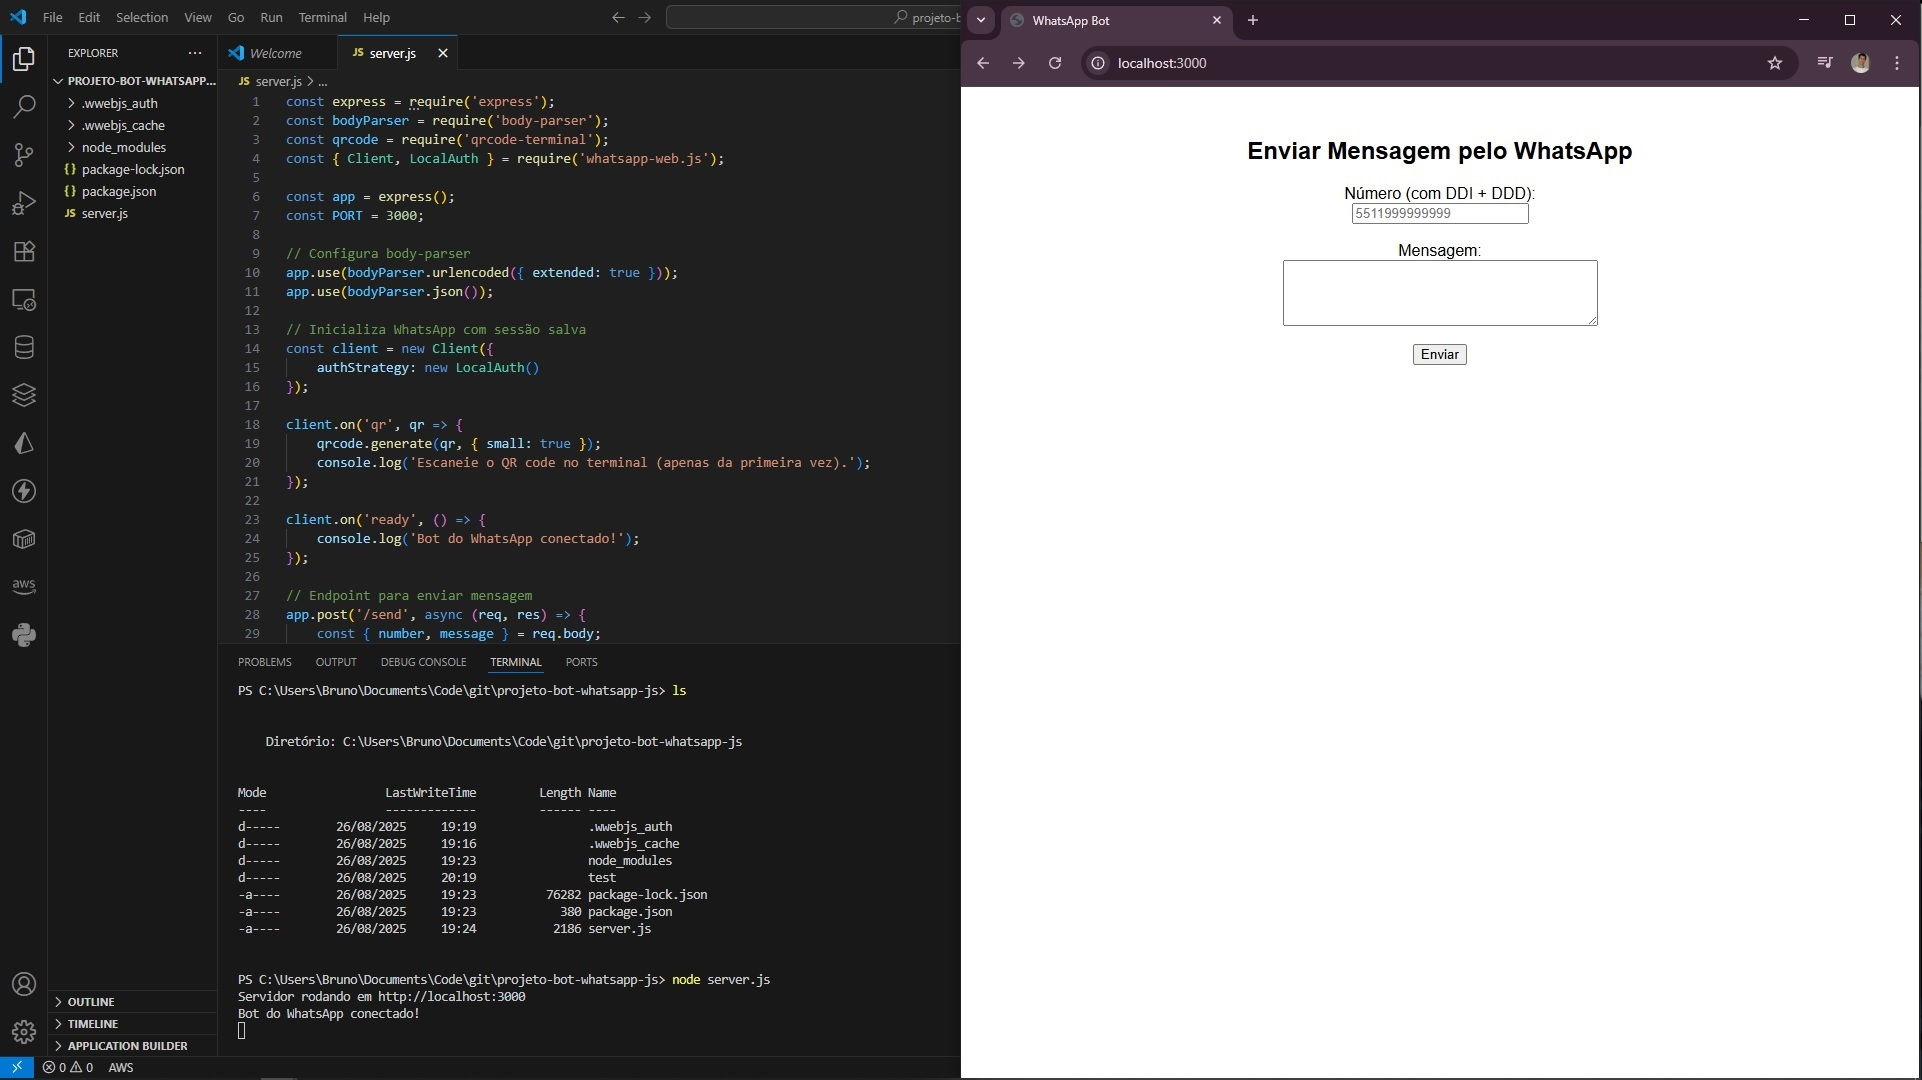 File Edit Selection View Go Run Terminal Help
projeto-b
EXPLORER
PROJETO-BOT-WHATSAPP...
.wwebjs_auth
.wwebjs_cache
node_modules
{} package-lock.json
{} package.json
JS server.js
OUTLINE
TIMELINE
APPLICATION BUILDER
aws
0 0 AWS
Welcome JS server.js
JS server.js > ...
1 const express = require('express');
2 const bodyParser = require('body-parser');
3 const qrcode = require('qrcode-terminal');
4 const { Client, LocalAuth } = require('whatsapp-web.js');
5
6 const app = express();
7 const PORT = 3000;
8
9 // Configura body-parser
10 app.use(bodyParser.urlencoded({ extended: true }));
11 app.use(bodyParser.json());
12
13 // Inicializa WhatsApp com sessão salva
14 const client = new Client({
15 authStrategy: new LocalAuth()
16 });
17
18 client.on('qr', qr => {
19 qrcode.generate(qr, { small: true });
20 console.log('Escaneie o QR code no terminal (apenas da primeira vez).');
21 });
22
23 client.on('ready', () => {
24 console.log('Bot do WhatsApp conectado!');
25 });
26
27 // Endpoint para enviar mensagem
28 app.post('/send', async (req, res) => {
29 const { number, message } = req.body;
PROBLEMS OUTPUT DEBUG CONSOLE TERMINAL PORTS
PS C:\Users\Bruno\Documents\Code\git\projeto-bot-whatsapp-js> ls
Diretório: C:\Users\Bruno\Documents\Code\git\projeto-bot-whatsapp-js
Mode LastWriteTime Length Name
---- ------------- ------ ----
d----- 26/08/2025 19:19 .wwebjs_auth
d----- 26/08/2025 19:16 .wwebjs_cache
d----- 26/08/2025 19:23 node_modules
d----- 26/08/2025 20:19 test
-a---- 26/08/2025 19:23 76282 package-lock.json
-a---- 26/08/2025 19:23 380 package.json
-a---- 26/08/2025 19:24 2186 server.js
PS C:\Users\Bruno\Documents\Code\git\projeto-bot-whatsapp-js> node server.js
Servidor rodando em http://localhost:3000
Bot do WhatsApp conectado!
WhatsApp Bot
localhost:3000
Enviar Mensagem pelo WhatsApp
Número (com DDI + DDD):
5511999999999
Mensagem:
Enviar